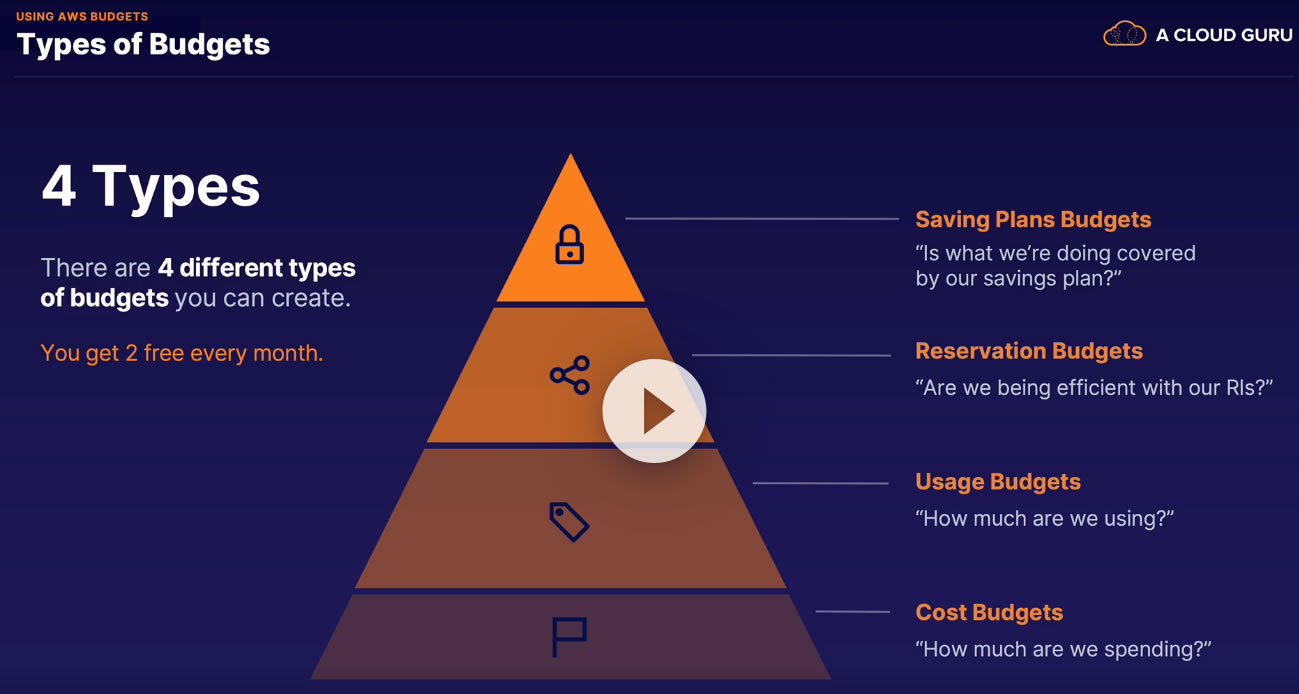 USING AWS BUDGETS
Types of Budgets
A CLOUD GURU
4 Types
There are 4 different types
of budgets you can create.
You get 2 free every month.
Saving Plans Budgets
“Is what we’re doing covered
by our savings plan?”
Reservation Budgets
“Are we being efficient with our RIs?”
Usage Budgets
“How much are we using?”
Cost Budgets
“How much are we spending?”